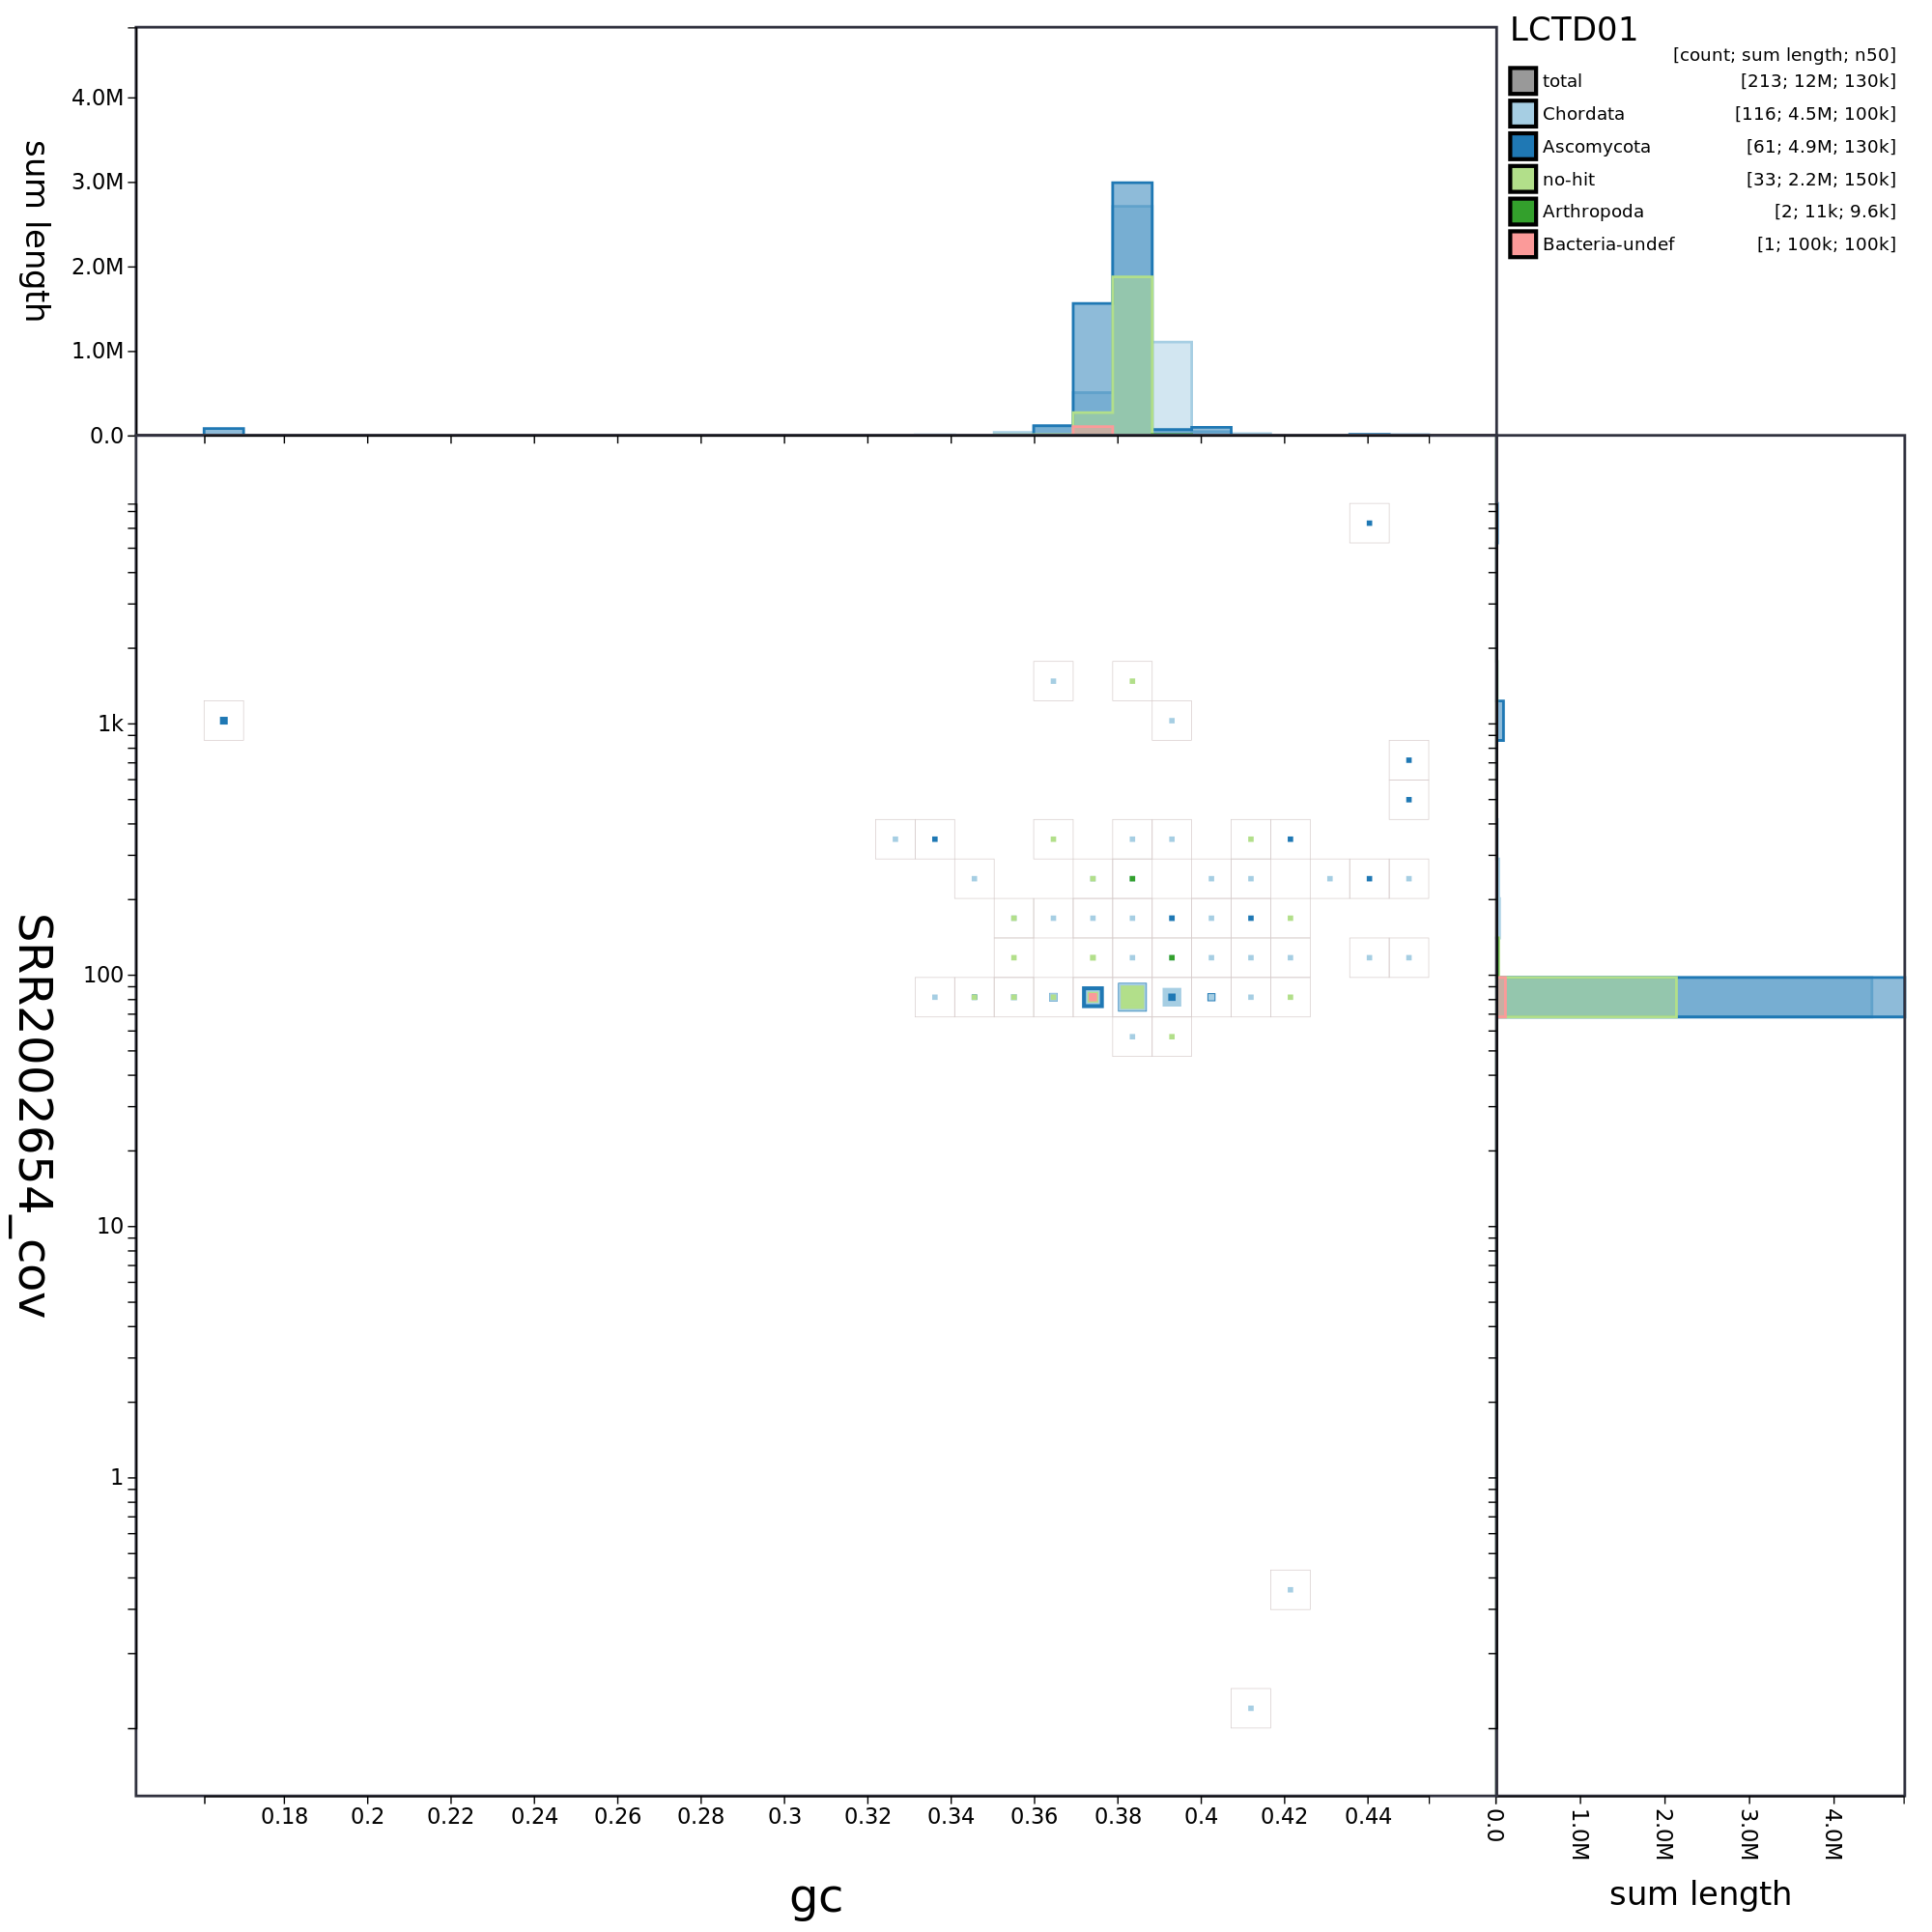 LCTD01
[count; sum length; n50]
total [213; 12M; 130k]
Chordata [116; 4.5M; 100k]
Ascomycota [61; 4.9M; 130k]
no-hit [33; 2.2M; 150k]
Arthropoda [2; 11k; 9.6k]
Bacteria-undef [1; 100k; 100k]
sum length
4.0M
3.0M
2.0M
1.0M
0.0
SRR2002654_cov
1k
100
10
1
0.18 0.2 0.22 0.24 0.26 0.28 0.3 0.32 0.34 0.36 0.38 0.4 0.42 0.44
gc
0.0 1.0M 2.0M 3.0M 4.0M
sum length